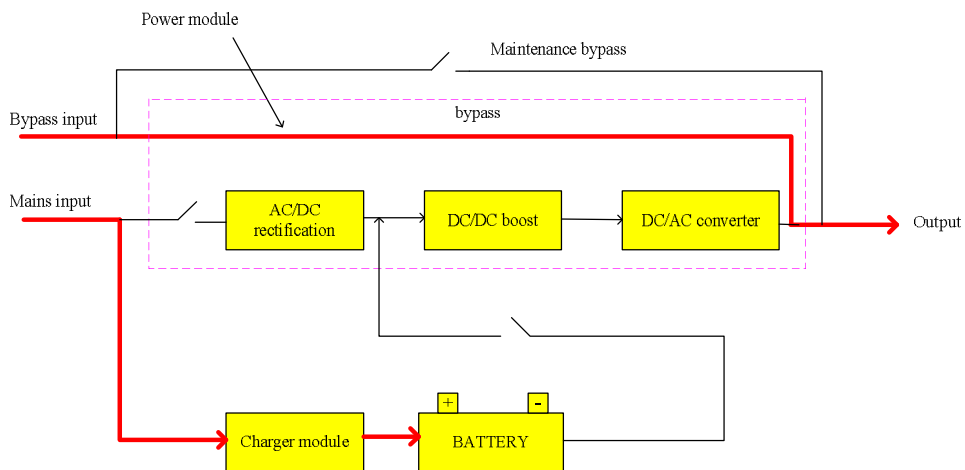 Power module
Maintenance bypass
Bypass input
bypass
Mains input
AC/DC
rectification
DC/DC boost
DC/AC converter
Output
+
-
Charger module
BATTERY